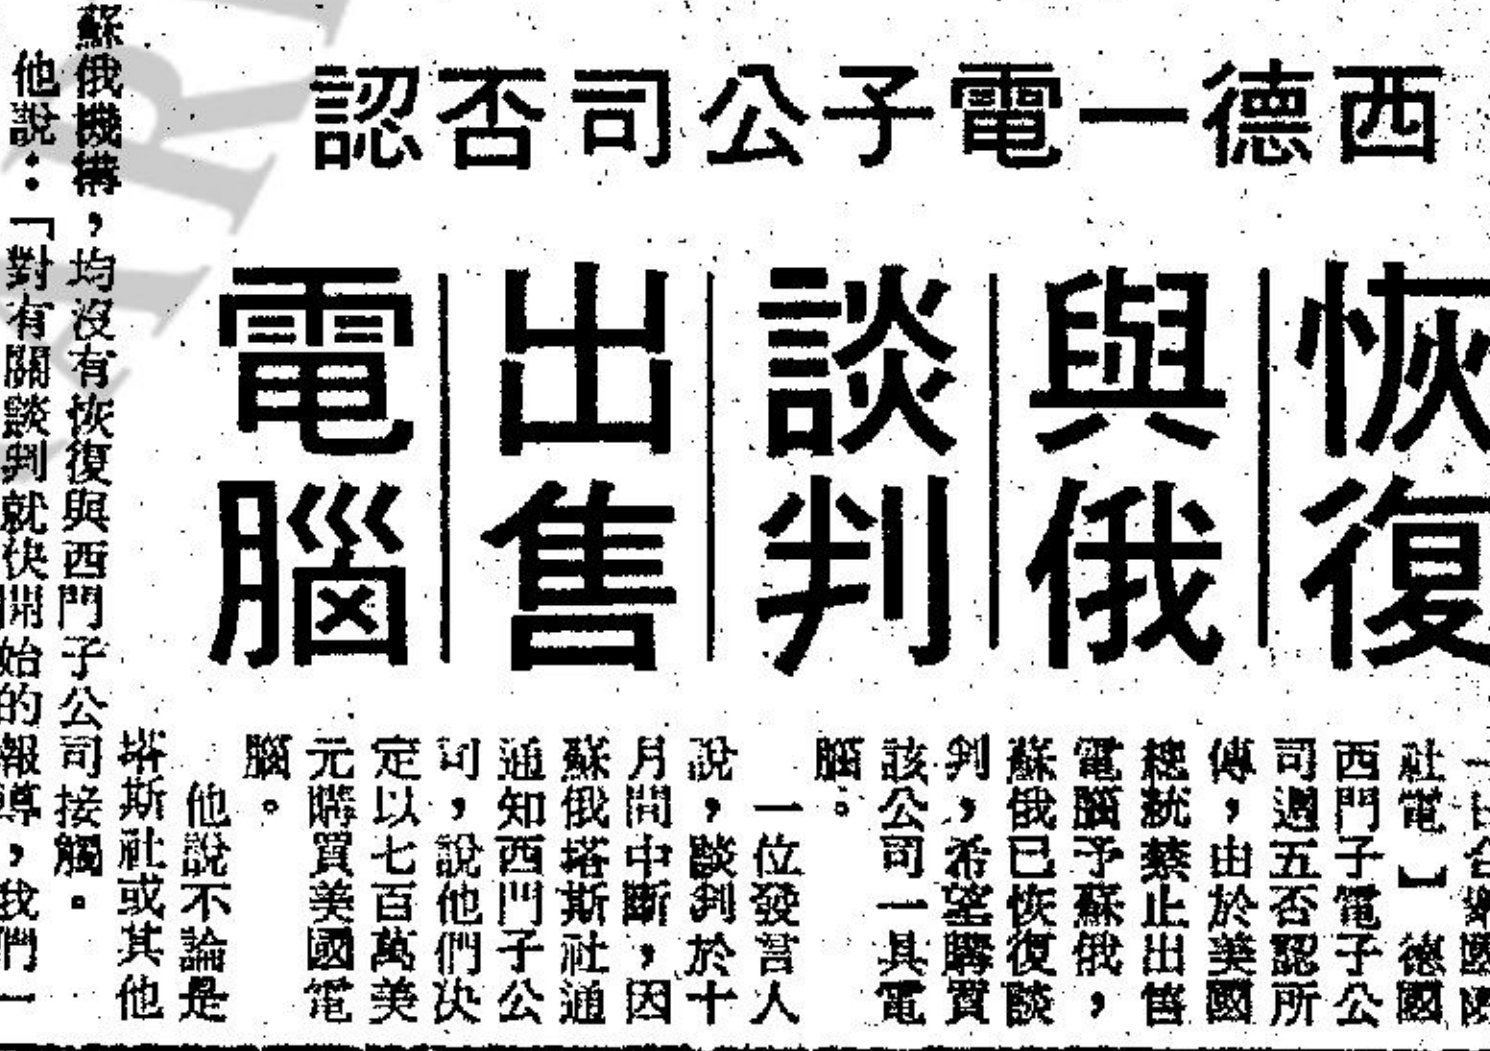 西德一電子公司否認
恢復
與俄
談判
出售
電腦
社電】德國
西門子電子公
司週五否認所
傳,由於美國
總統禁止出售
電腦予蘇俄,
蘇俄已恢復談
判,希望購買
該公司一具電
腦。
一位發言人
說,談判於十
月間中斷,因
蘇俄塔斯社通
通知西門子公
司,說他們決
定以七百萬美
元購買美國電
腦。
他說不論是
塔斯社或其他
蘇俄機構,均沒有恢復與西門子公司接觸。
他說:「對有關談判就快開始的報導,我們一